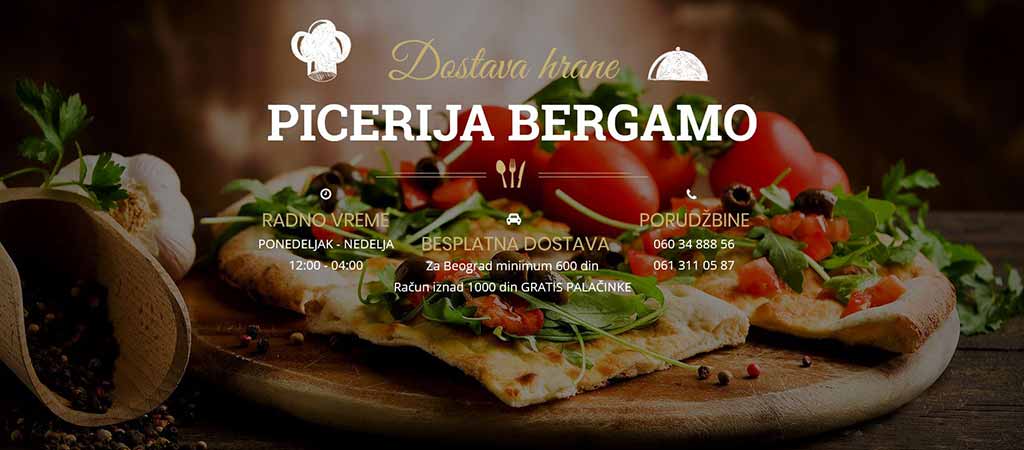 Dostava hrane
PICERIJA BERGAMO
RADNO VREME
PONEDELJAK - NEDELJA
12:00 - 04:00
BESPLATNA DOSTAVA
Za Beograd minimum 600 din
Račun iznad 1000 din GRATIS PALAČINKE
PORUDŽBINE
060 34 888 56
061 311 05 87